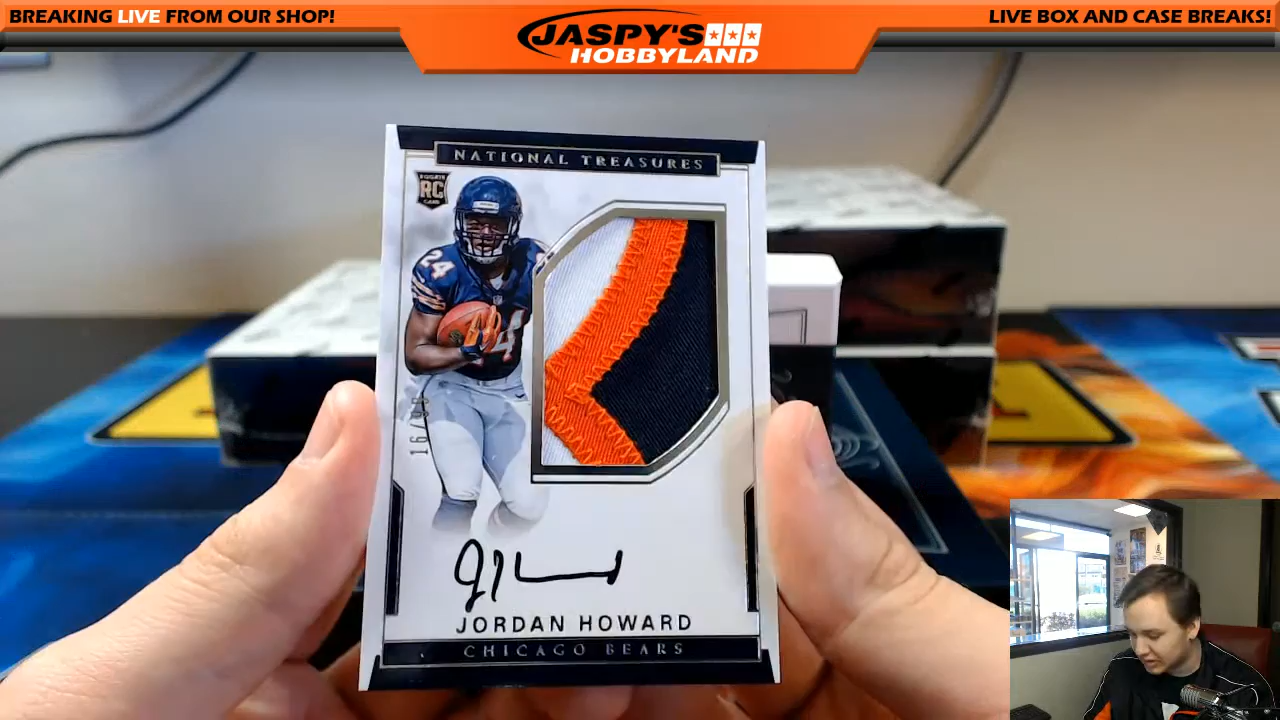 BREAKING LIVE FROM OUR SHOP!
JASPY'S
HOBBYLAND
LIVE BOX AND CASE BREAKS!
NATIONAL TREASURES
RC
24
JORDAN HOWARD
CHICAGO BEARS